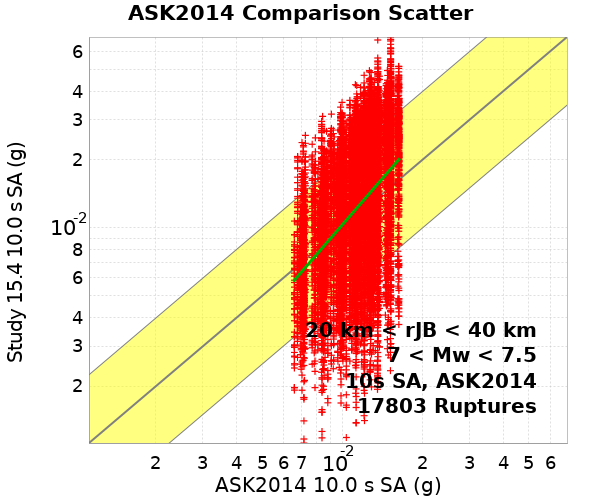 ASK2014 Comparison Scatter
Study 15.4 10.0 s SA (g)
6
4
3
2
10-2
8
6
4
3
2
20 km < rJB < 40 km
7 < Mw < 7.5
10s SA, ASK2014
17803 Ruptures
2 3 4 5 6 7 10-2 2 3 4 5 6
ASK2014 10.0 s SA (g)